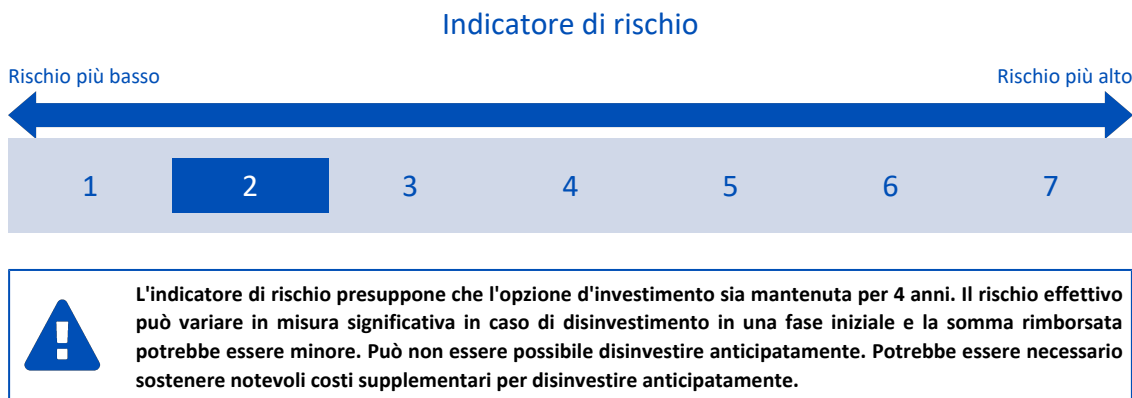 Indicatore di rischio
Rischio più basso
Rischio più alto
1 2 3 4 5 6 7
L'indicatore di rischio presuppone che l'opzione d'investimento sia mantenuta per 4 anni. Il rischio effettivo
può variare in misura significativa in caso di disinvestimento in una fase iniziale e la somma rimborsata
potrebbe essere minore. Può non essere possibile disinvestire anticipatamente. Potrebbe essere necessario
sostenere notevoli costi supplementari per disinvestire anticipatamente.